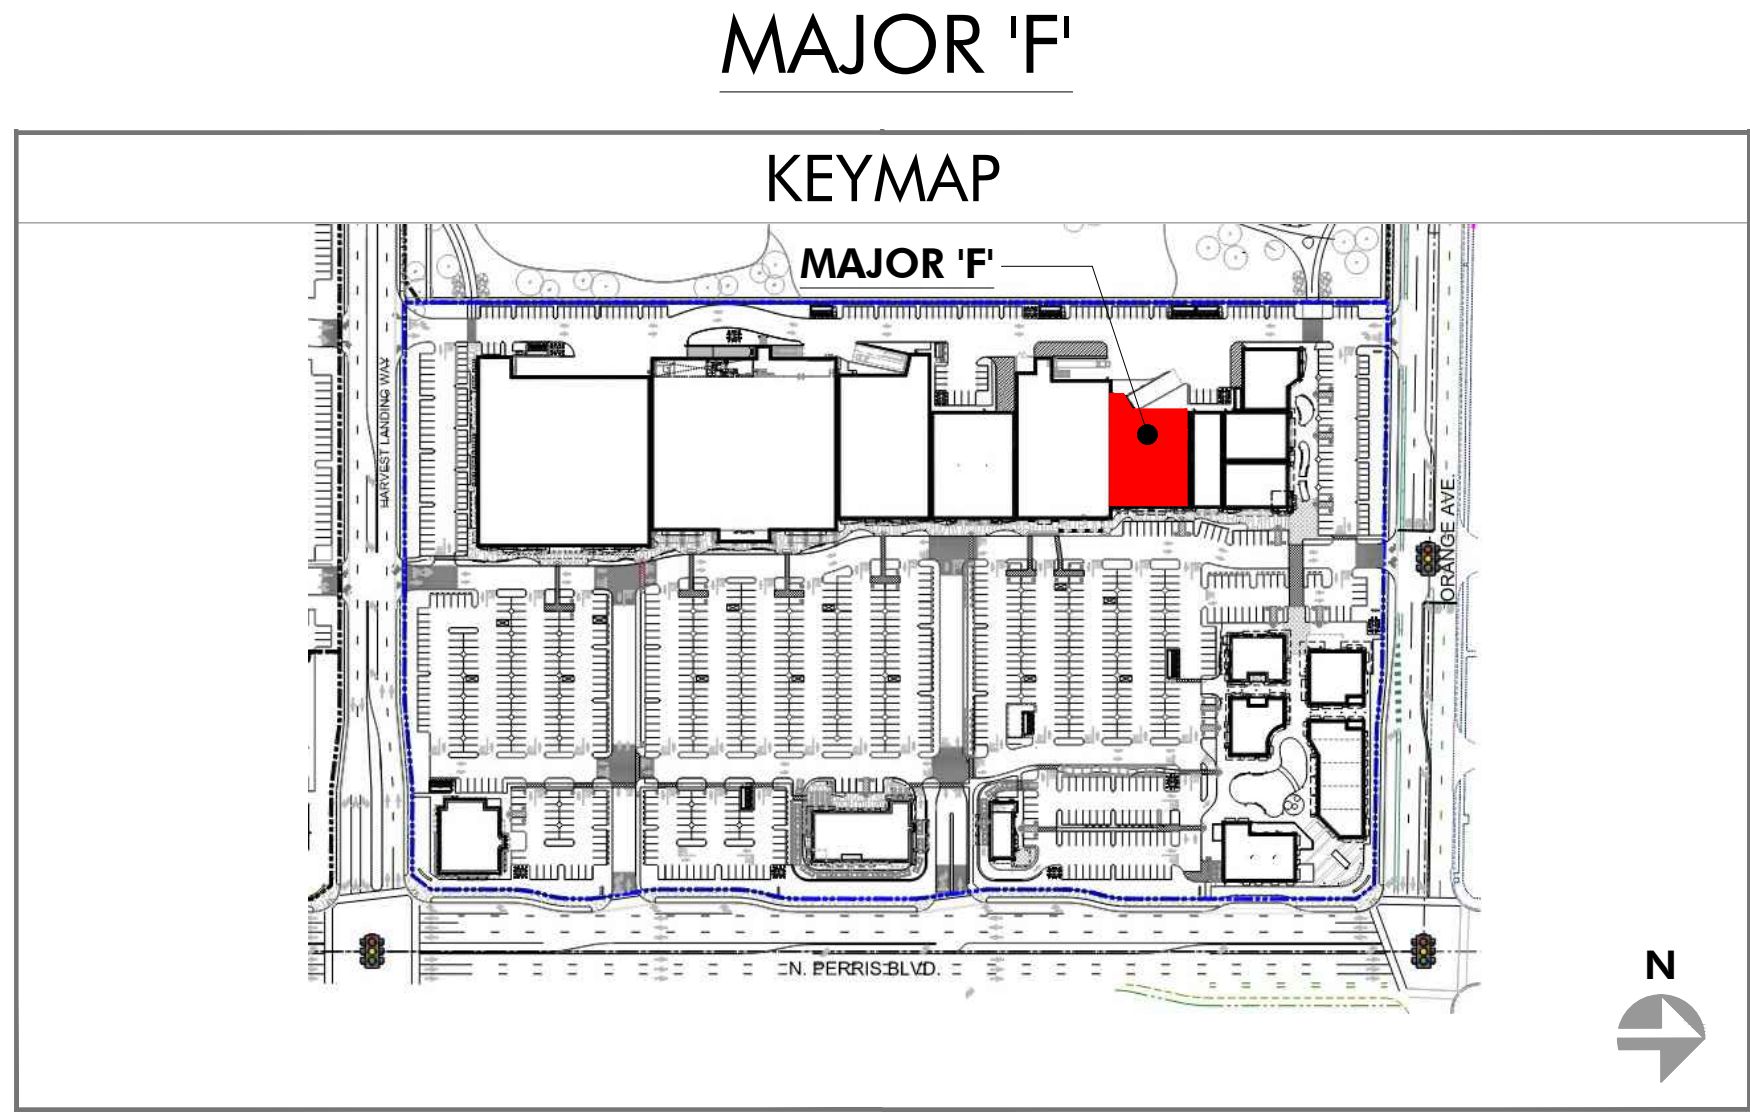 MAJOR 'F'
KEYMAP
MAJOR 'F'
HARVEST LANDING WAY
ORANGE AVE.
N. PERRIS BLVD.
N